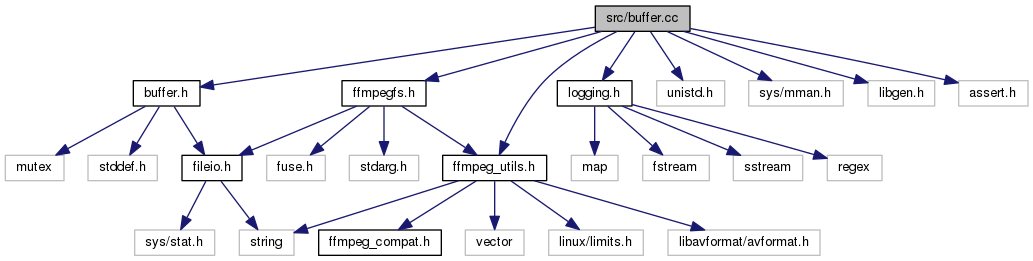 src/buffer.cc
buffer.h
ffmpegfs.h
logging.h
unistd.h
sys/mman.h
libgen.h
assert.h
mutex
stddef.h
fileio.h
fuse.h
stdarg.h
ffmpeg_utils.h
map
fstream
sstream
regex
sys/stat.h
string
ffmpeg_compat.h
vector
linux/limits.h
libavformat/avformat.h